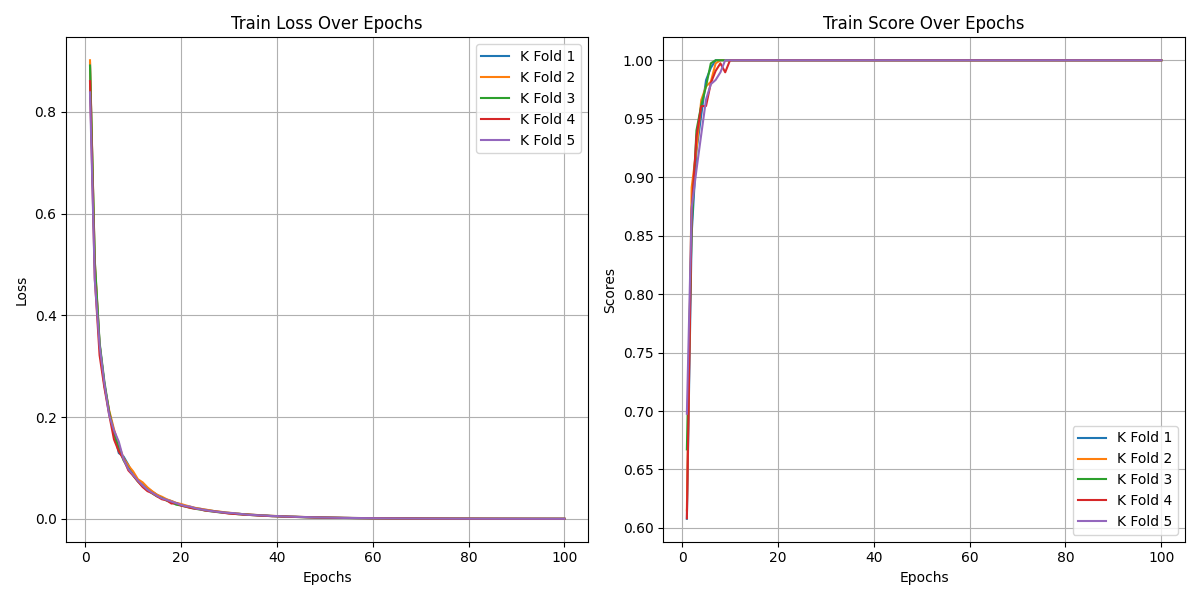 Train Loss Over Epochs
Loss
0.8
0.6
0.4
0.2
0.0
0 20 40 60 80 100
Epochs
K Fold 1
K Fold 2
K Fold 3
K Fold 4
K Fold 5
Train Score Over Epochs
Scores
1.00
0.95
0.90
0.85
0.80
0.75
0.70
0.65
0.60
0 20 40 60 80 100
Epochs
K Fold 1
K Fold 2
K Fold 3
K Fold 4
K Fold 5